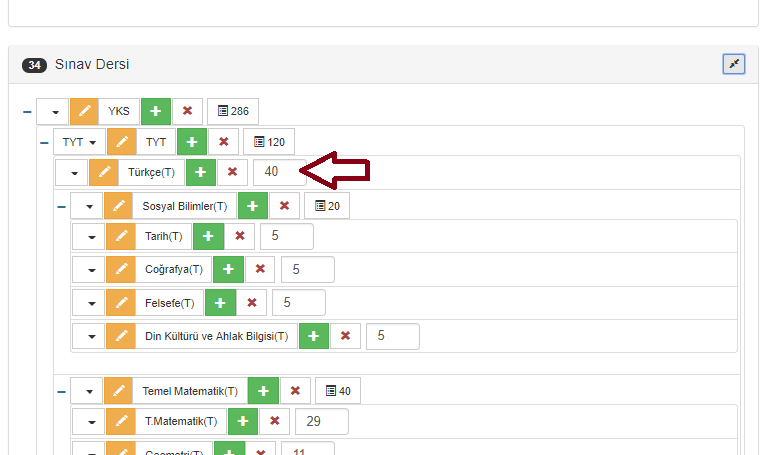 34 Sınav Dersi
YKS 286
TYT TYT 120
Türkçe(T) 40
Sosyal Bilimler(T) 20
Tarih(T) 5
Coğrafya(T) 5
Felsefe(T) 5
Din Kültürü ve Ahlak Bilgisi(T) 5
Temel Matematik(T) 40
T.Matematik(T) 29
Geometri(T) 11